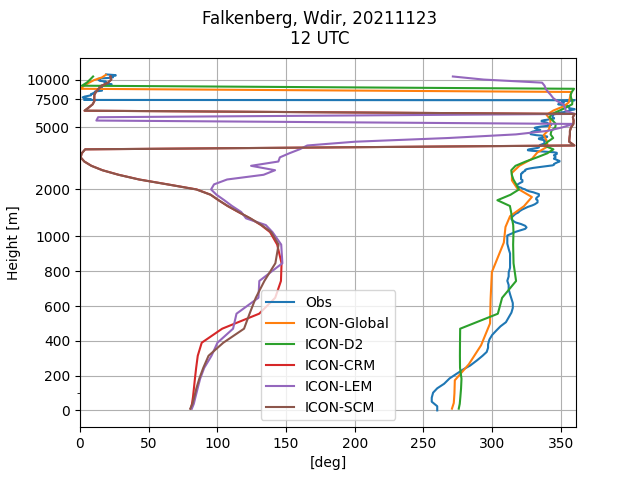 Falkenberg, Wdir, 20211123
12 UTC
Height [m]
10000
7500
5000
2000
1000
800
600
400
200
0
Obs
ICON-Global
ICON-D2
ICON-CRM
ICON-LEM
ICON-SCM
0 50 100 150 200 250 300 350
[deg]